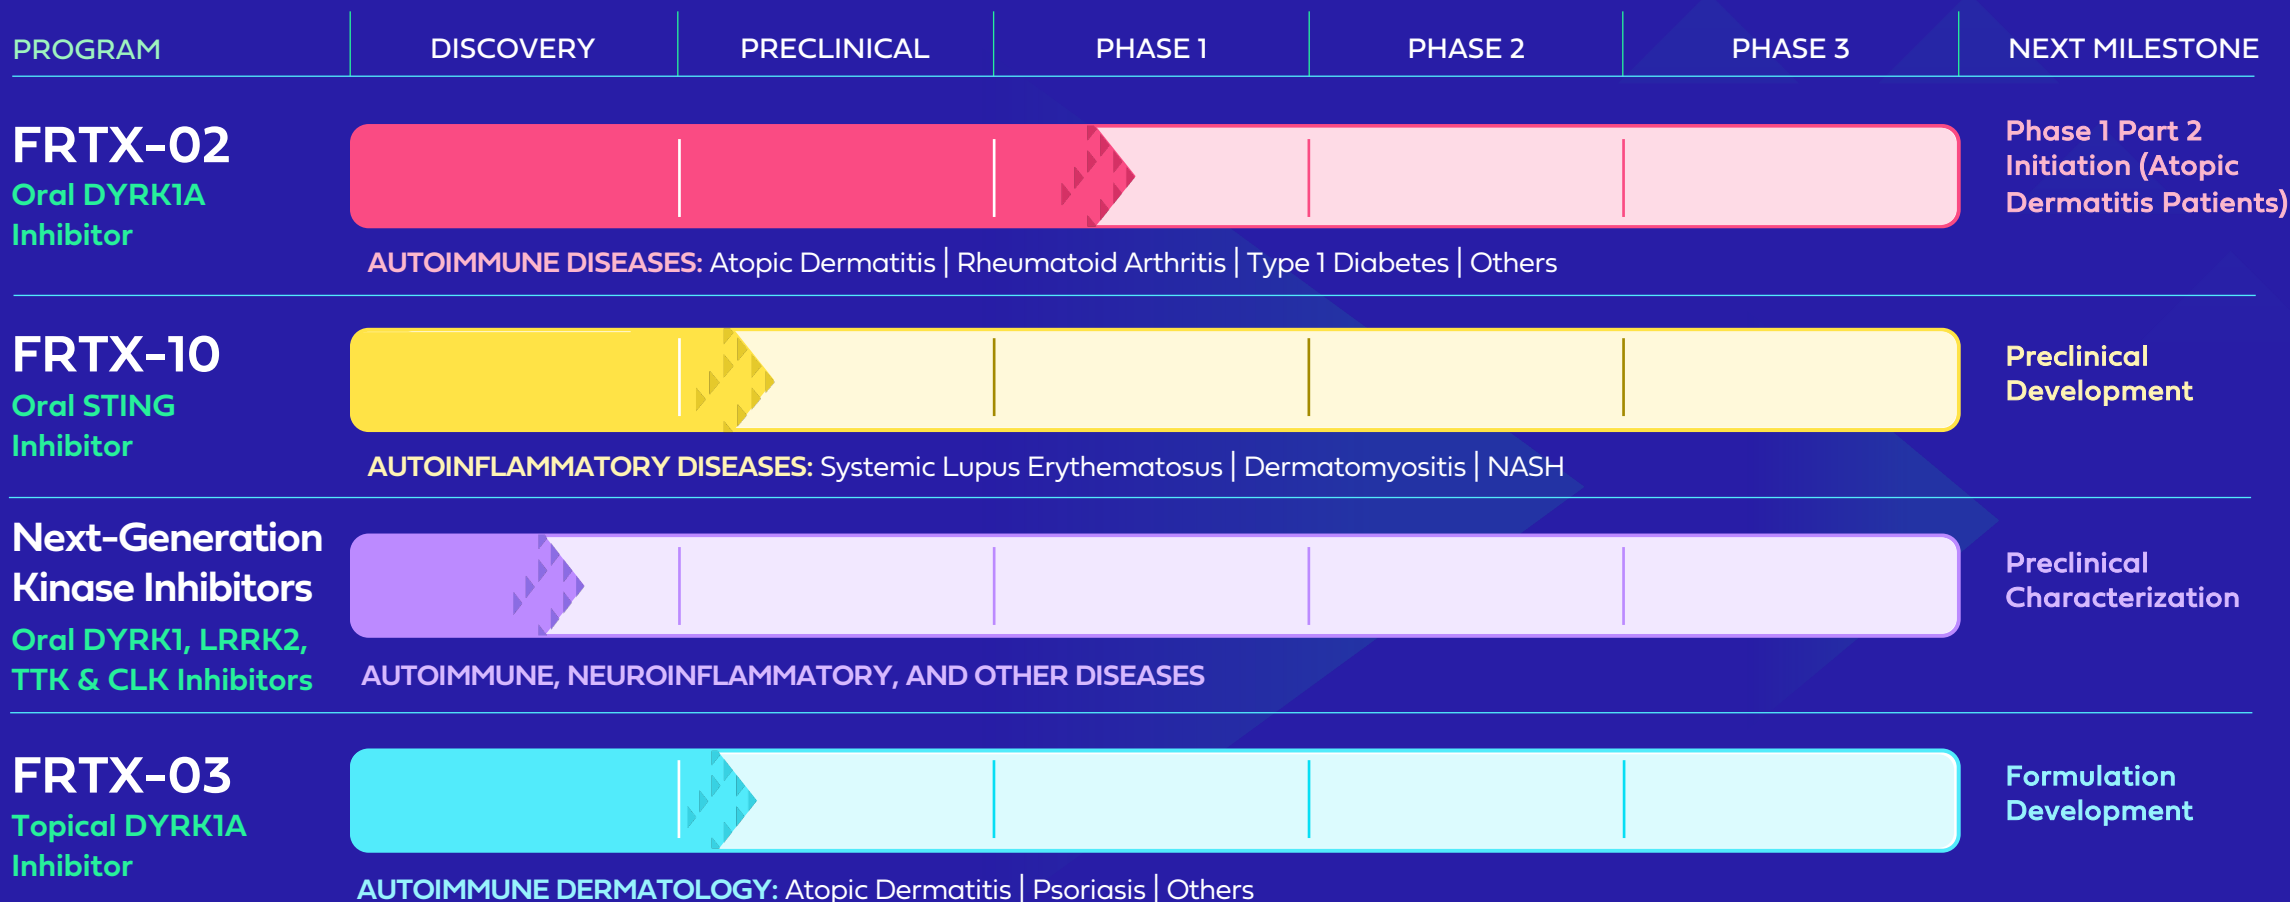 PROGRAM DISCOVERY PRECLINICAL PHASE 1 PHASE 2 PHASE 3 NEXT MILESTONE
FRTX-02
Oral DYRK1A
Inhibitor
AUTOIMMUNE DISEASES: Atopic Dermatitis | Rheumatoid Arthritis | Type 1 Diabetes | Others
Phase 1 Part 2
Initiation (Atopic
Dermatitis Patients)
FRTX-10
Oral STING
Inhibitor
AUTOINFLAMMATORY DISEASES: Systemic Lupus Erythematosus | Dermatomyositis | NASH
Preclinical
Development
Next-Generation
Kinase Inhibitors
Oral DYRK1, LRRK2,
TTK & CLK Inhibitors
AUTOIMMUNE, NEUROINFLAMMATORY, AND OTHER DISEASES
Preclinical
Characterization
FRTX-03
Topical DYRK1A
Inhibitor
AUTOIMMUNE DERMATOLOGY: Atopic Dermatitis | Psoriasis | Others
Formulation
Development